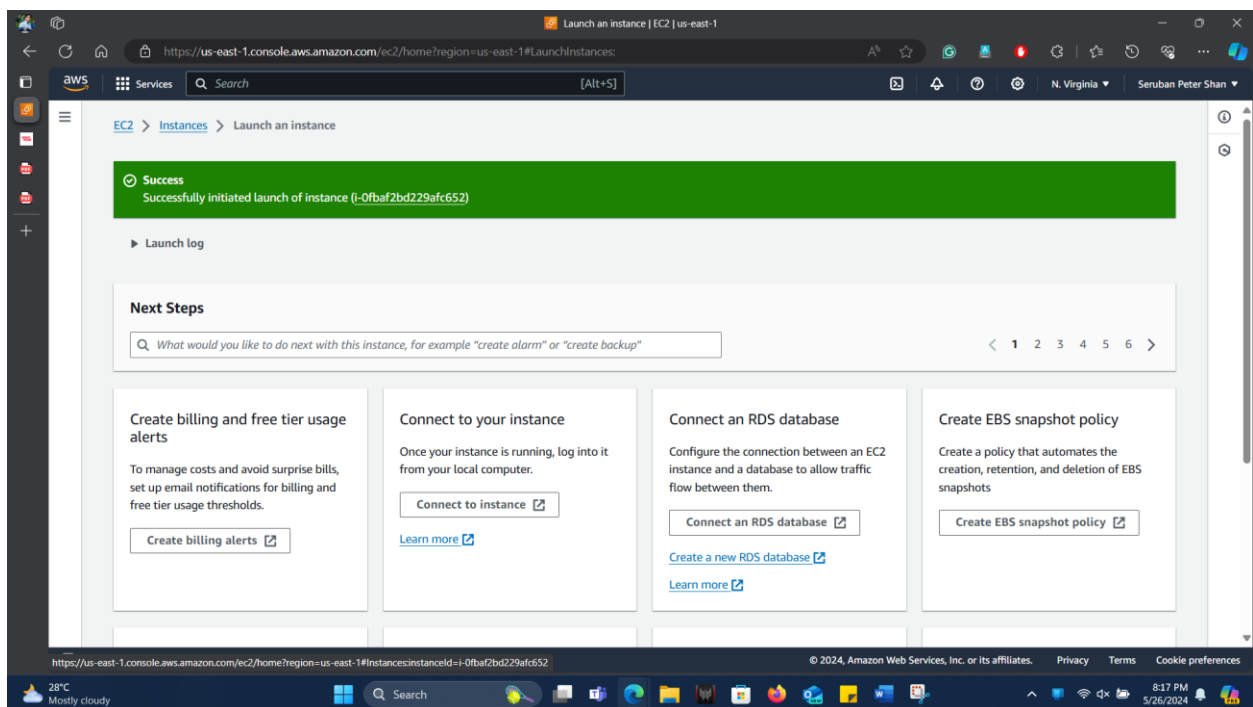 Launch an instance | EC2 | us-east-1
https://us-east-1.console.aws.amazon.com/ec2/home?region=us-east-1#LaunchInstances:
aws
Services
Search
[Alt+S]
N. Virginia
Seruban Peter Shan
EC2 > Instances > Launch an instance
Success
Successfully initiated launch of instance (i-0fbaf2bd229afc652)
Launch log
Next Steps
What would you like to do next with this instance, for example "create alarm" or "create backup"
1 2 3 4 5 6
Create billing and free tier usage
alerts
To manage costs and avoid surprise bills,
set up email notifications for billing and
free tier usage thresholds.
Create billing alerts
Connect to your instance
Once your instance is running, log into it
from your local computer.
Connect to instance
Learn more
Connect an RDS database
Configure the connection between an EC2
instance and a database to allow traffic
flow between them.
Connect an RDS database
Create a new RDS database
Learn more
Create EBS snapshot policy
Create a policy that automates the
creation, retention, and deletion of EBS
snapshots
Create EBS snapshot policy
https://us-east-1.console.aws.amazon.com/ec2/home?region=us-east-1#Instances:instanceId=i-0fbaf2bd229afc652
© 2024, Amazon Web Services, Inc. or its affiliates.
Privacy
Terms
Cookie preferences
28°C
Mostly cloudy
Search
8:17 PM
5/26/2024